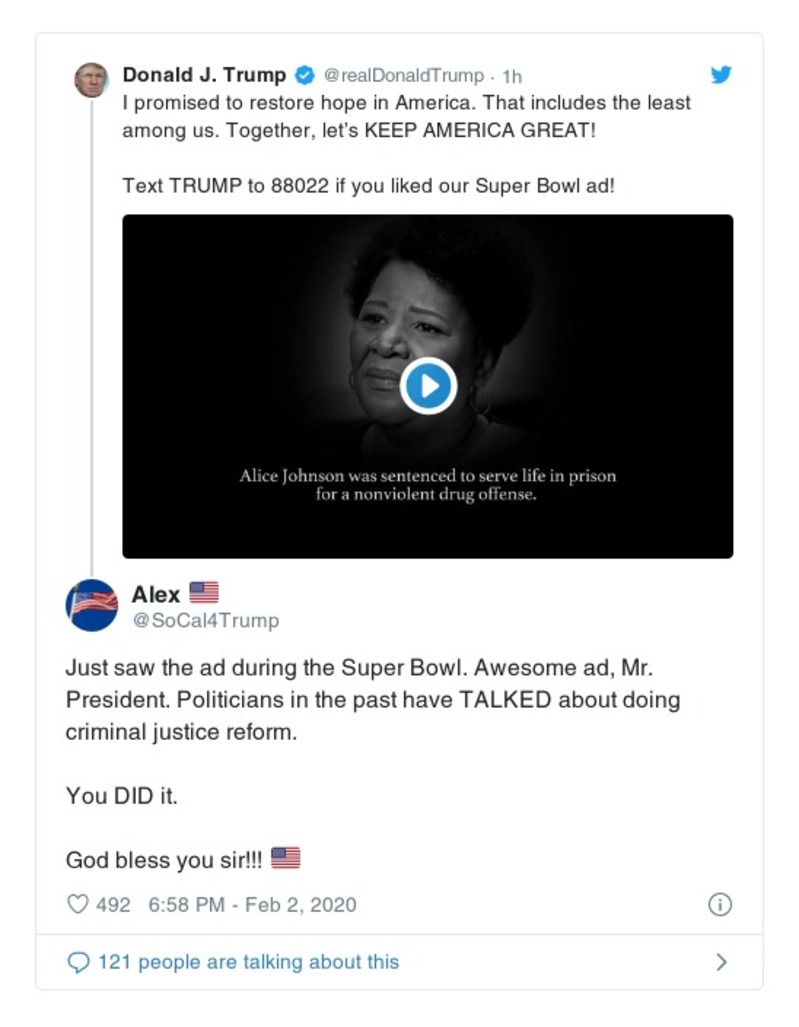 Donald J. Trump @realDonaldTrump · 1h
I promised to restore hope in America. That includes the least
among us. Together, let's KEEP AMERICA GREAT!
Text TRUMP to 88022 if you liked our Super Bowl ad!
Alice Johnson was sentenced to serve life in prison
for a nonviolent drug offense.
Alex 🇺🇸
@SoCal4Trump
Just saw the ad during the Super Bowl. Awesome ad, Mr.
President. Politicians in the past have TALKED about doing
criminal justice reform.
You DID it.
God bless you sir!!! 🇺🇸
492 6:58 PM - Feb 2, 2020
121 people are talking about this